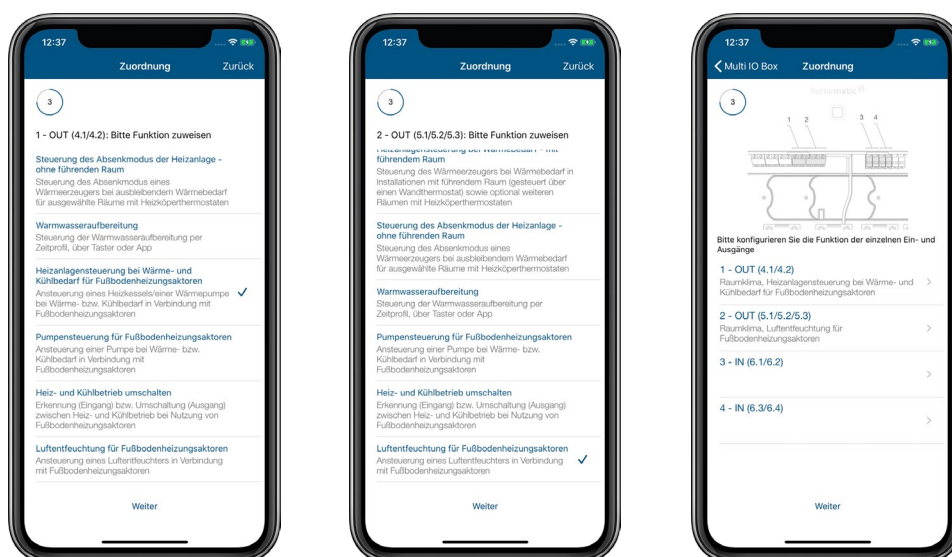 12:37
Zuordnung
Zurück
3
1 - OUT (4.1/4.2): Bitte Funktion zuweisen
Steuerung des Absenkmodus der Heizanlage -
ohne führenden Raum
Steuerung des Absenkmodus eines
Wärmeerzeugers bei ausbleibendem Wärmebedarf
für ausgewählte Räume mit Heizköperthermostaten
Warmwasseraufbereitung
Steuerung der Warmwasseraufbereitung per
Zeitprofil, über Taster oder App
Heizanlagensteuerung bei Wärme- und
Kühlbedarf für Fußbodenheizungsaktoren
Ansteuerung eines Heizkessels/einer Wärmepumpe
bei Wärme- bzw. Kühlbedarf in Verbindung mit
Fußbodenheizungsaktoren
Pumpensteuerung für Fußbodenheizungsaktoren
Ansteuerung einer Pumpe bei Wärme- bzw.
Kühlbedarf in Verbindung mit
Fußbodenheizungsaktoren
Heiz- und Kühlbetrieb umschalten
Erkennung (Eingang) bzw. Umschaltung (Ausgang)
zwischen Heiz- und Kühlbetrieb bei Nutzung von
Fußbodenheizungsaktoren
Luftentfeuchtung für Fußbodenheizungsaktoren
Ansteuerung eines Luftentfeuchters in Verbindung
mit Fußbodenheizungsaktoren
Weiter
12:37
Zuordnung
Zurück
3
2 - OUT (5.1/5.2/5.3): Bitte Funktion zuweisen
Heizanlagensteuerung bei Wärmebedarf - mit
führendem Raum
Steuerung des Wärmeerzeugers bei Wärmebedarf in
Installationen mit führendem Raum (gesteuert über
einen Wandthermostat) sowie optional weiteren
Räumen mit Heizköperthermostaten
Steuerung des Absenkmodus der Heizanlage -
ohne führenden Raum
Steuerung des Absenkmodus eines
Wärmeerzeugers bei ausbleibendem Wärmebedarf
für ausgewählte Räume mit Heizköperthermostaten
Warmwasseraufbereitung
Steuerung der Warmwasseraufbereitung per
Zeitprofil, über Taster oder App
Pumpensteuerung für Fußbodenheizungsaktoren
Ansteuerung einer Pumpe bei Wärme- bzw.
Kühlbedarf in Verbindung mit
Fußbodenheizungsaktoren
Heiz- und Kühlbetrieb umschalten
Erkennung (Eingang) bzw. Umschaltung (Ausgang)
zwischen Heiz- und Kühlbetrieb bei Nutzung von
Fußbodenheizungsaktoren
Luftentfeuchtung für Fußbodenheizungsaktoren
Ansteuerung eines Luftentfeuchters in Verbindung
mit Fußbodenheizungsaktoren
Weiter
12:37
Multi IO Box
Zuordnung
3
homematic IP
1 2 3 4
Bitte konfigurieren Sie die Funktion der einzelnen Ein- und
Ausgänge
1 - OUT (4.1/4.2)
Raumklima, Heizanlagensteuerung bei Wärme- und
Kühlbedarf für Fußbodenheizungsaktoren
2 - OUT (5.1/5.2/5.3)
Raumklima, Luftentfeuchtung für
Fußbodenheizungsaktoren
3 - IN (6.1/6.2)
4 - IN (6.3/6.4)
Weiter